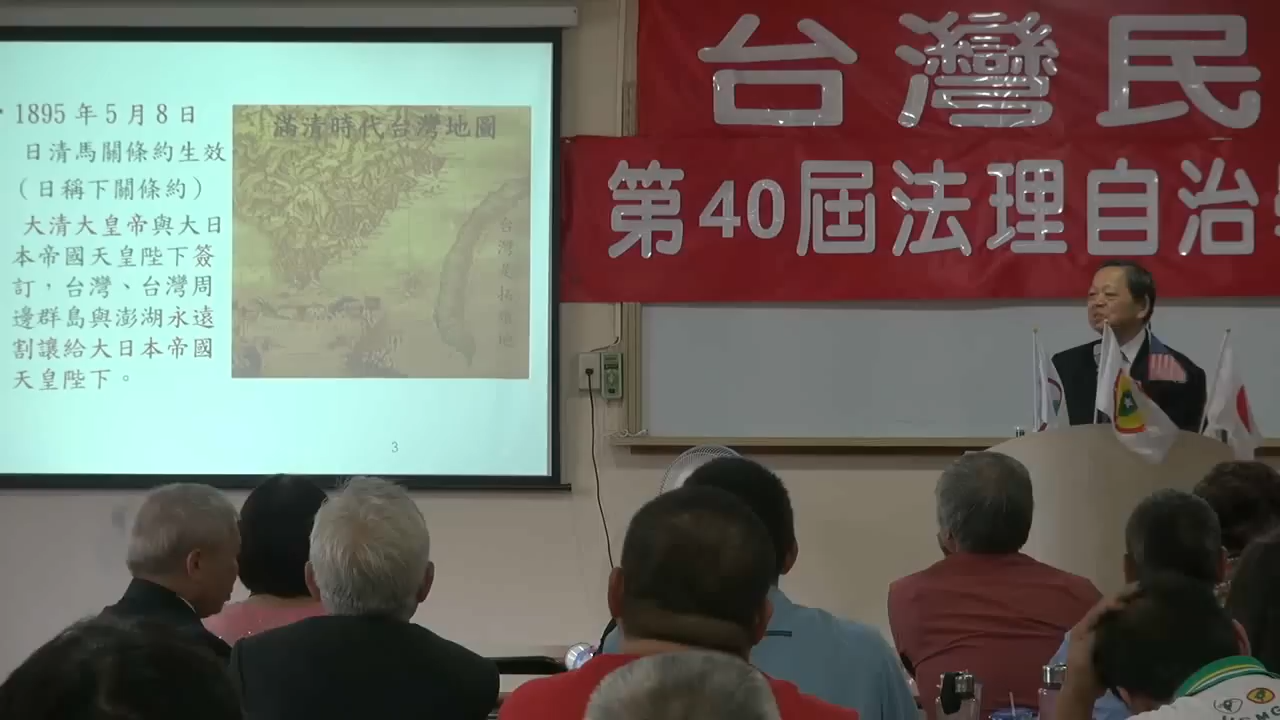 1895 年 5 月 8 日
日清馬關條約生效
（日稱下關條約）
大清大皇帝與大日
本帝國天皇陛下簽
訂，台灣、台灣周
邊群島與澎湖永遠
割讓給大日本帝國
天皇陛下。
滿清時代台灣地圖
3
台灣民
第40屆法理自治